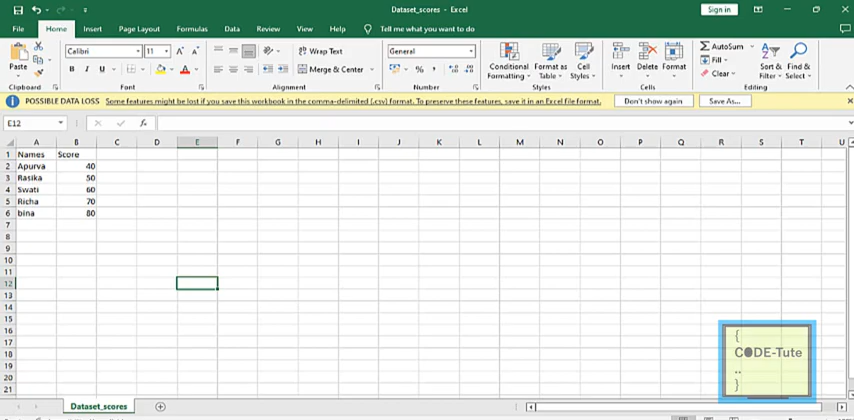 Dataset_scores - Excel
Sign in
File Home Insert Page Layout Formulas Data Review View Help Tell me what you want to do
Paste
Clipboard
Calibri 11 A A
B I U A
Font
Wrap Text
Merge & Center
Alignment
General
% ,
Number
Conditional Formatting
Format as Table
Cell Styles
Styles
Insert Delete Format
Cells
AutoSum
Fill
Clear
Sort & Filter
Find & Select
Editing
POSSIBLE DATA LOSS Some features might be lost if you save this workbook in the comma-delimited (.csv) format. To preserve these features, save it in an Excel file format. Don't show again Save As...
E12 fx
A B C D E F G H I J K L M N O P Q R S T U
1 Names Score
2 Apurva 40
3 Rasika 50
4 Swati 60
5 Richa 70
6 bina 80
7
8
9
10
11
12
13
14
15
16
17
18
19
20
21
{
CODE-Tute
..
}
Dataset_scores